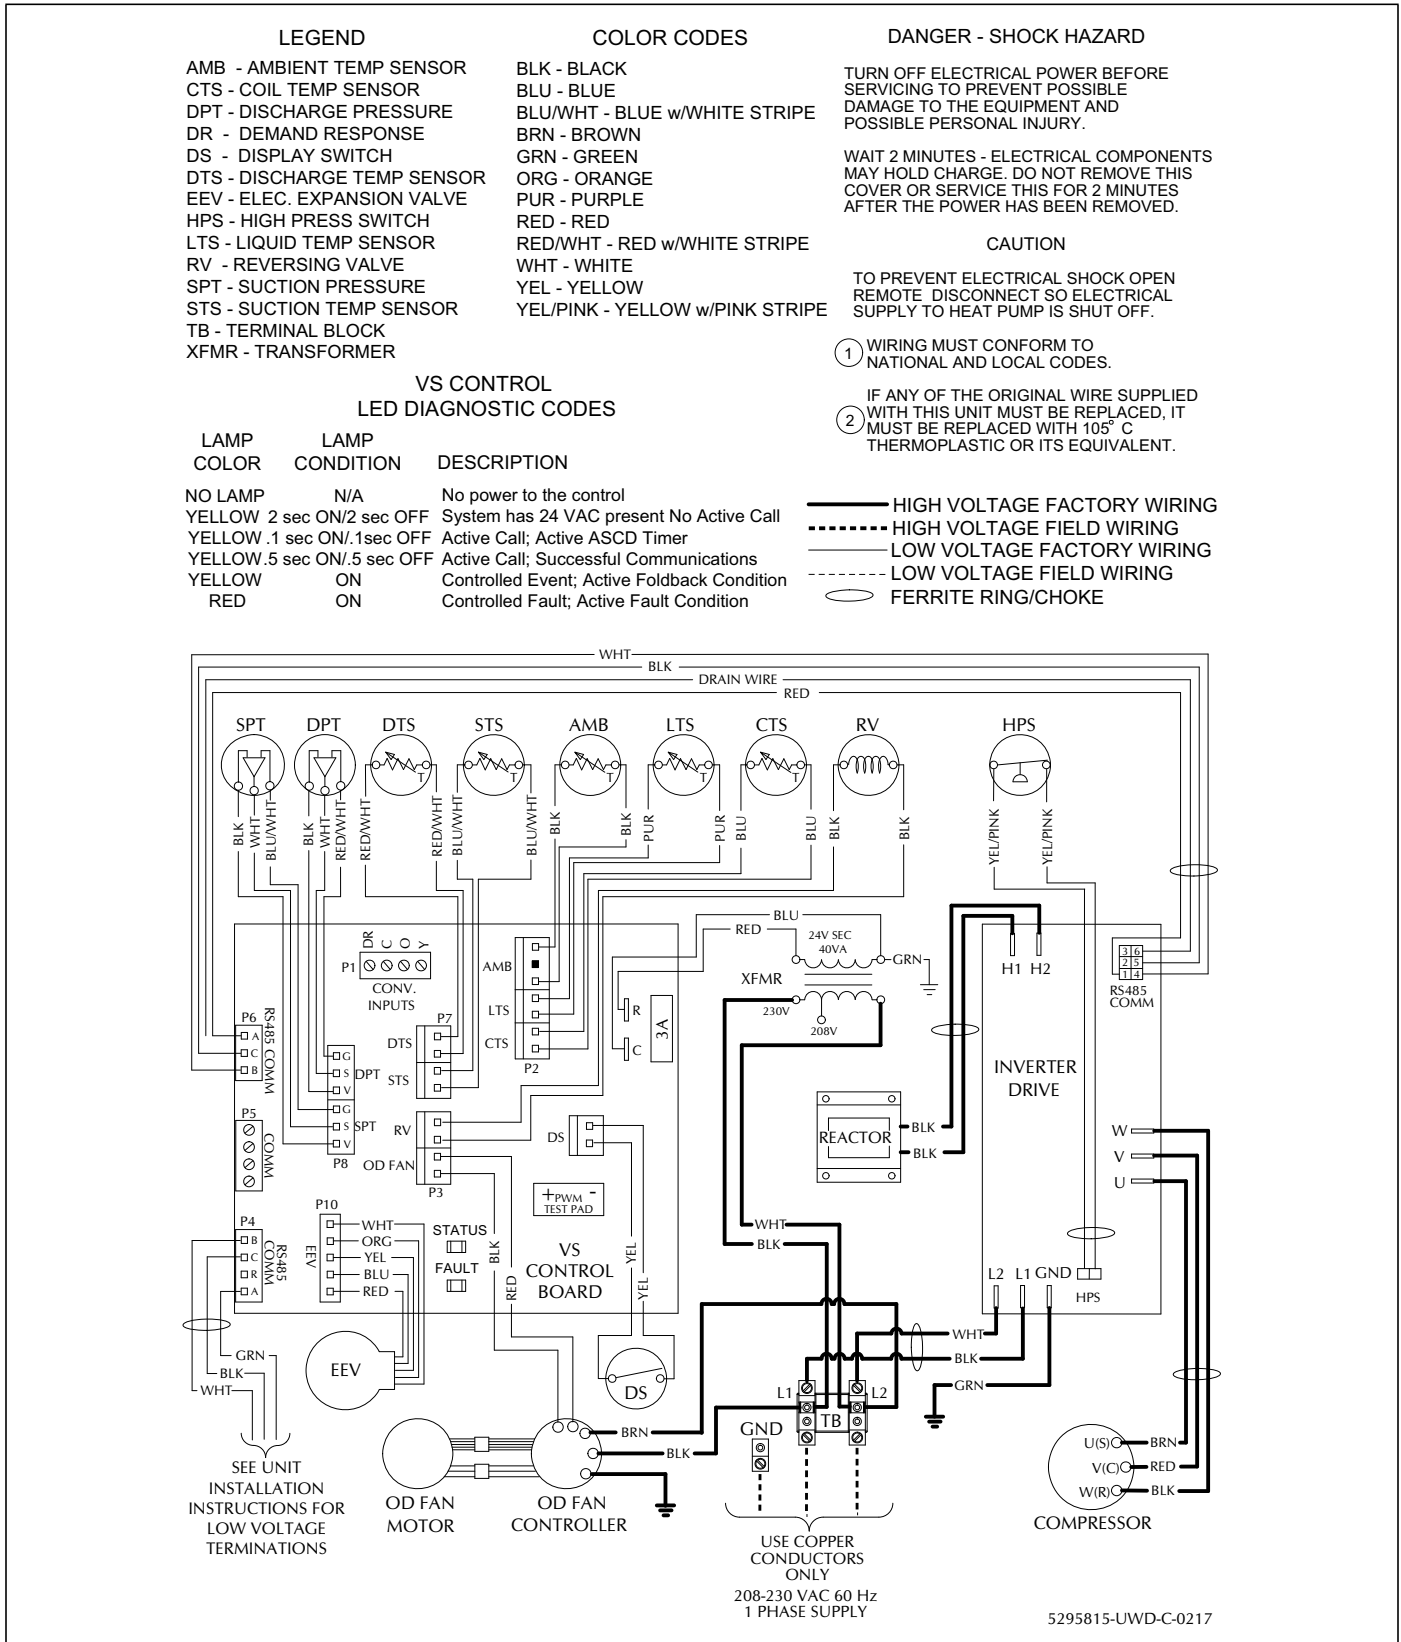 LEGEND
AMB - AMBIENT TEMP SENSOR
CTS - COIL TEMP SENSOR
DPT - DISCHARGE PRESSURE
DR - DEMAND RESPONSE
DS - DISPLAY SWITCH
DTS - DISCHARGE TEMP SENSOR
EEV - ELEC. EXPANSION VALVE
HPS - HIGH PRESS SWITCH
LTS - LIQUID TEMP SENSOR
RV - REVERSING VALVE
SPT - SUCTION PRESSURE
STS - SUCTION TEMP SENSOR
TB - TERMINAL BLOCK
XFMR - TRANSFORMER
COLOR CODES
BLK - BLACK
BLU - BLUE
BLU/WHT - BLUE w/WHITE STRIPE
BRN - BROWN
GRN - GREEN
ORG - ORANGE
PUR - PURPLE
RED - RED
RED/WHT - RED w/WHITE STRIPE
WHT - WHITE
YEL - YELLOW
YEL/PINK - YELLOW w/PINK STRIPE
DANGER - SHOCK HAZARD
TURN OFF ELECTRICAL POWER BEFORE
SERVICING TO PREVENT POSSIBLE
DAMAGE TO THE EQUIPMENT AND
POSSIBLE PERSONAL INJURY.
WAIT 2 MINUTES - ELECTRICAL COMPONENTS
MAY HOLD CHARGE. DO NOT REMOVE THIS
COVER OR SERVICE THIS FOR 2 MINUTES
AFTER THE POWER HAS BEEN REMOVED.
CAUTION
TO PREVENT ELECTRICAL SHOCK OPEN
REMOTE DISCONNECT SO ELECTRICAL
SUPPLY TO HEAT PUMP IS SHUT OFF.
1 WIRING MUST CONFORM TO
NATIONAL AND LOCAL CODES.
IF ANY OF THE ORIGINAL WIRE SUPPLIED
2 WITH THIS UNIT MUST BE REPLACED, IT
MUST BE REPLACED WITH 105° C
THERMOPLASTIC OR ITS EQUIVALENT.
VS CONTROL
LED DIAGNOSTIC CODES
LAMP COLOR LAMP CONDITION DESCRIPTION
NO LAMP N/A No power to the control
YELLOW 2 sec ON/2 sec OFF System has 24 VAC present No Active Call
YELLOW .1 sec ON/.1sec OFF Active Call; Active ASCD Timer
YELLOW .5 sec ON/.5 sec OFF Active Call; Successful Communications
YELLOW ON Controlled Event; Active Foldback Condition
RED ON Controlled Fault; Active Fault Condition
HIGH VOLTAGE FACTORY WIRING
HIGH VOLTAGE FIELD WIRING
LOW VOLTAGE FACTORY WIRING
LOW VOLTAGE FIELD WIRING
FERRITE RING/CHOKE
WHT
BLK
DRAIN WIRE
RED
SPT DPT DTS STS AMB LTS CTS RV HPS
T T T T T
BLK WHT BLU/WHT BLK WHT RED/WHT RED/WHT RED/WHT BLU/WHT BLU/WHT BLK BLK PUR PUR BLU BLU BLK BLK YEL/PINK YEL/PINK
P1 DR C O Y
CONV.
INPUTS
AMB
LTS
CTS
P2
BLU
RED
24V SEC
40VA
GRN
XFMR
230V
208V
R
C
3A
H1 H2
3 6
2 5
1 4
RS485
COMM
P6
A
C
B
RS485 COMM
P7
DTS
STS
G
S DPT
V
G
S SPT
V
P8
P5
COMM
RV
OD FAN
P3
DS
+ PWM -
TEST PAD
INVERTER
DRIVE
REACTOR
BLK
BLK
W
V
U
P10
EEV
WHT
ORG
YEL
BLU
RED
P4
B
C
R
A
RS485
COMM
STATUS
FAULT
BLK
RED
VS
CONTROL
BOARD
YEL
YEL
WHT
BLK
L2 L1 GND
HPS
WHT
BLK
GRN
GRN
BLK
WHT
EEV
DS
L1 L2
TB
GND
BRN
BLK
OD FAN
MOTOR
OD FAN
CONTROLLER
SEE UNIT
INSTALLATION
INSTRUCTIONS FOR
LOW VOLTAGE
TERMINATIONS
USE COPPER
CONDUCTORS
ONLY
208-230 VAC 60 Hz
1 PHASE SUPPLY
U(S) BRN
V(C) RED
W(R) BLK
COMPRESSOR
5295815-UWD-C-0217